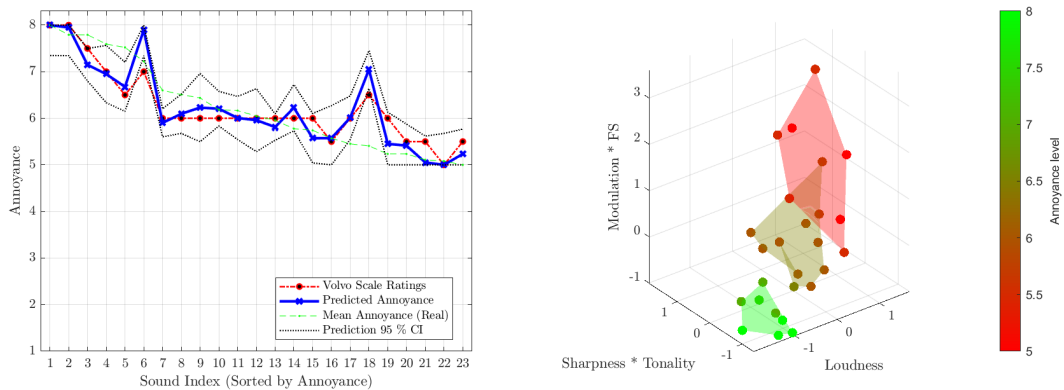 8
7
6
5
4
3
2
1
Annoyance
1 2 3 4 5 6 7 8 9 10 11 12 13 14 15 16 17 18 19 20 21 22 23
Sound Index (Sorted by Annoyance)
Volvo Scale Ratings
Predicted Annoyance
Mean Annoyance (Real)
Prediction 95 % CI
3
2
1
0
-1
Modulation * FS
1
0
-1
Sharpness * Tonality
-1
0
1
Loudness
8
7.5
7
6.5
6
5.5
5
Annoyance level